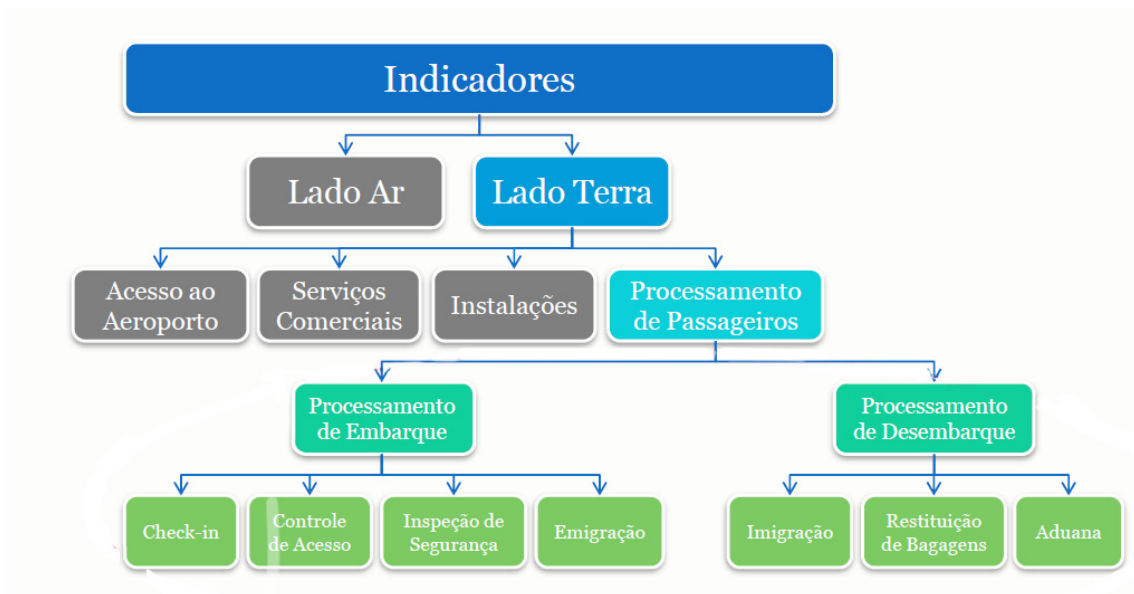 Indicadores
Lado Ar
Lado Terra
Acesso ao
Aeroporto
Serviços
Comerciais
Instalações
Processamento
de Passageiros
Processamento
de Embarque
Processamento
de Desembarque
Check-in
Controle
de Acesso
Inspeção de
Segurança
Emigração
Imigração
Restituição
de Bagagens
Aduana